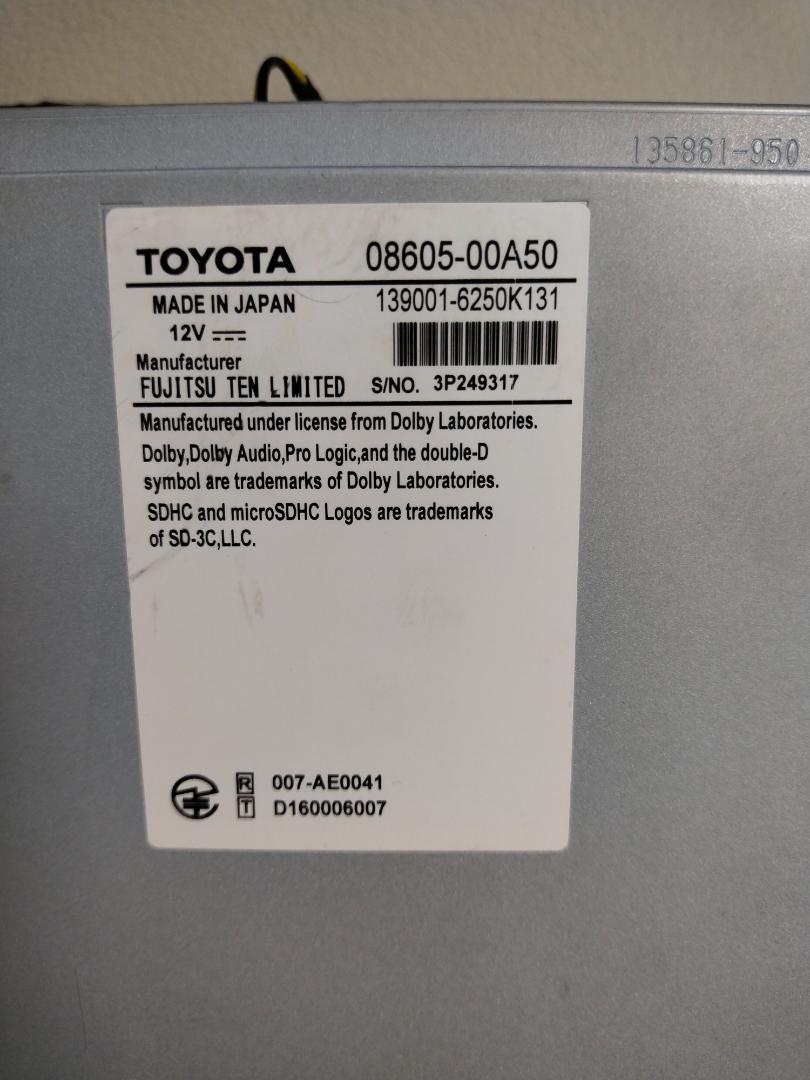 135861-950
TOYOTA 08605-00A50
MADE IN JAPAN 139001-6250K131
12V
Manufacturer
FUJITSU TEN LIMITED S/NO. 3P249317
Manufactured under license from Dolby Laboratories.
Dolby,Dolby Audio,Pro Logic,and the double-D
symbol are trademarks of Dolby Laboratories.
SDHC and microSDHC Logos are trademarks
of SD-3C,LLC.
R 007-AE0041
T D160006007